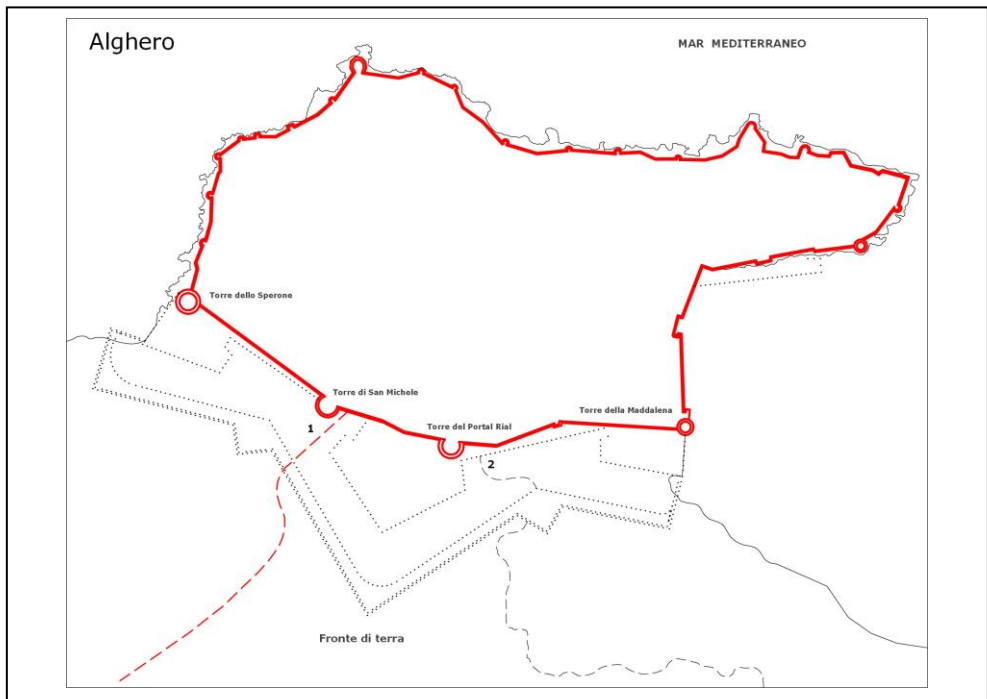 Alghero
MAR MEDITERRANEO
Torre dello Sperone
Torre di San Michele
Torre della Maddalena
1
Torre del Portal Rial
2
Fronte di terra